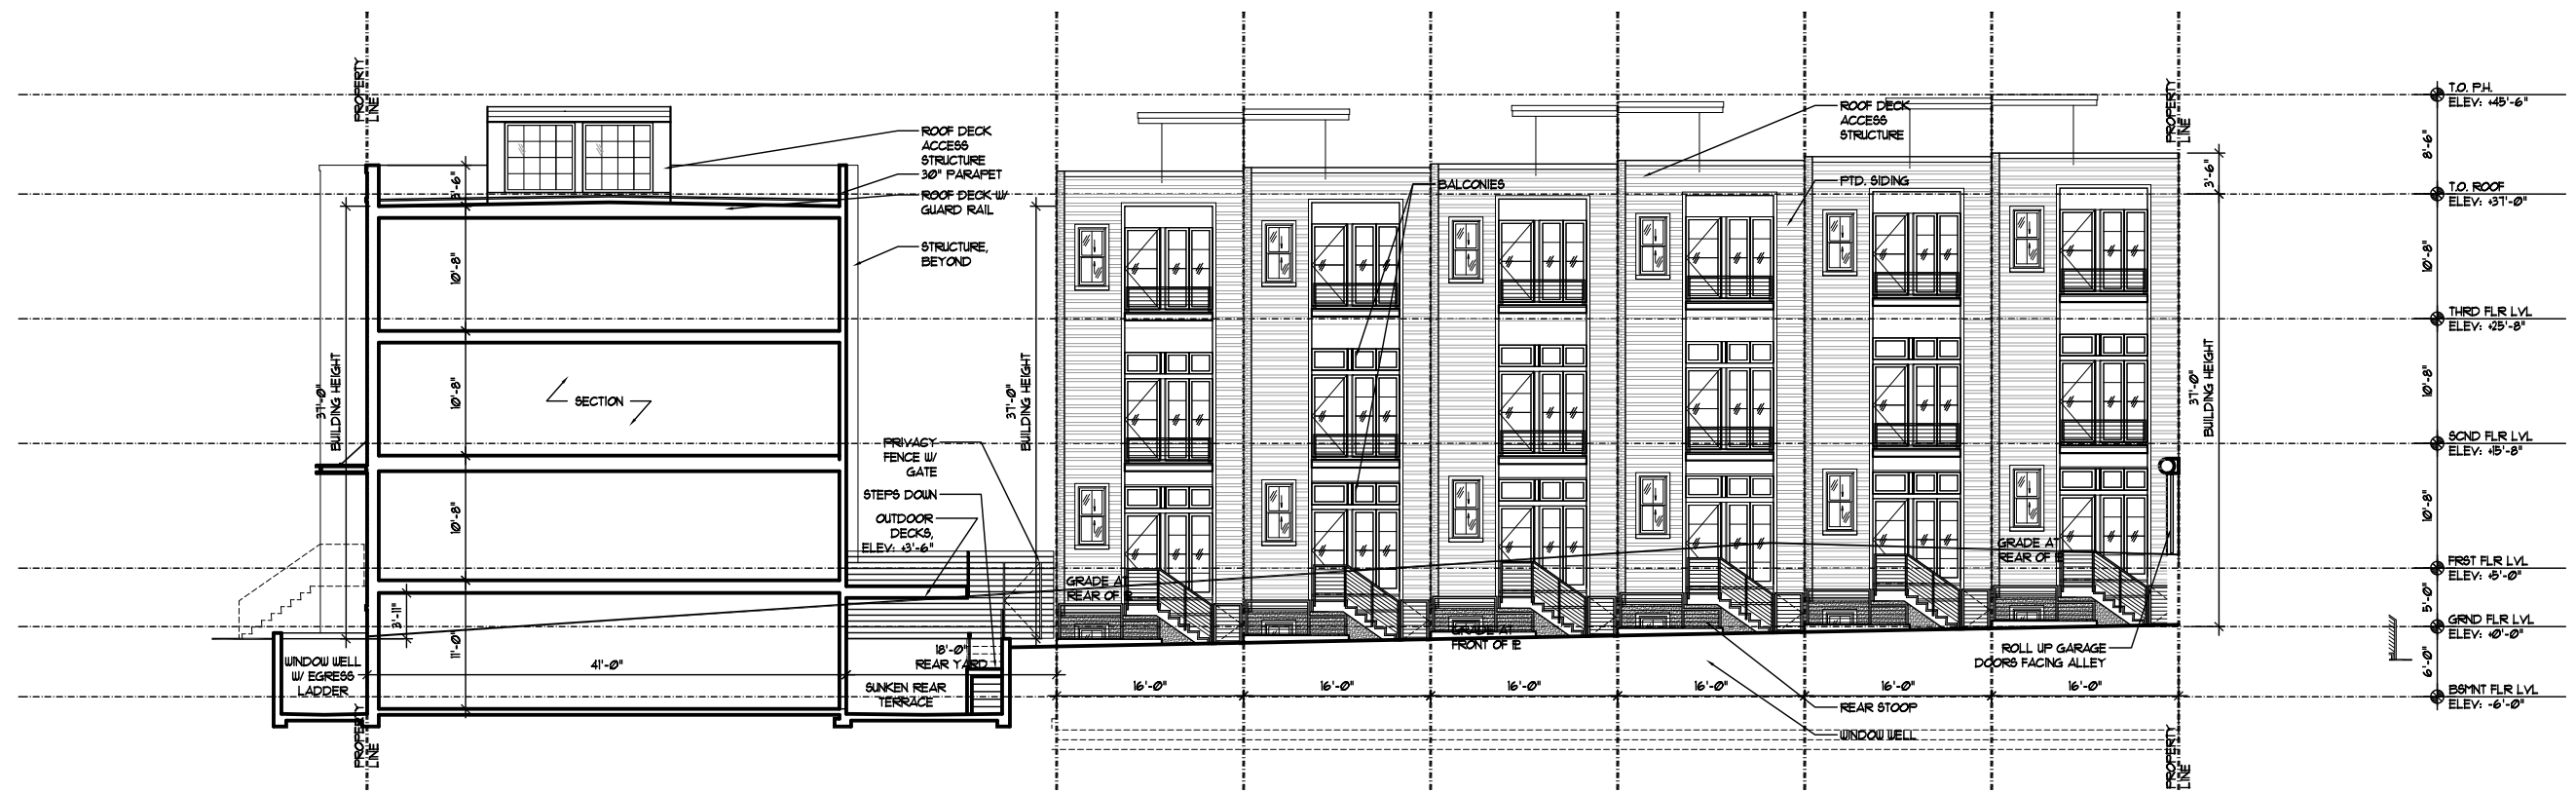 PROPERTY
LINE
ROOF DECK
ACCESS
STRUCTURE
30" PARAPET
ROOF DECK W/
GUARD RAIL
STRUCTURE,
BEYOND
3'-6"
10'-8"
10'-8"
10'-8"
3'-11"
11'-0"
37'-0"
BUILDING HEIGHT
SECTION
PRIVACY
FENCE W/
GATE
STEPS DOWN
OUTDOOR
DECKS,
ELEV: +3'-6"
WINDOW WELL
W/ EGRESS
LADDER
41'-0"
18'-0"
REAR YARD
SUNKEN REAR
TERRACE
PROPERTY
LINE
37'-0"
BUILDING HEIGHT
ROOF DECK
ACCESS
STRUCTURE
BALCONIES
PTD. SIDING
GRADE AT
REAR OF
GRADE AT
FRONT OF
GRADE AT
REAR OF
ROLL UP GARAGE
DOORS FACING ALLEY
16'-0"
16'-0"
16'-0"
16'-0"
16'-0"
16'-0"
REAR STOOP
WINDOW WELL
PROPERTY
LINE
3'-6"
37'-0"
BUILDING HEIGHT
PROPERTY
LINE
T.O. P.H.
ELEV: +45'-6"
8'-6"
T.O. ROOF
ELEV: +37'-0"
10'-8"
THRD FLR LVL
ELEV: +25'-8"
10'-8"
SCND FLR LVL
ELEV: +15'-8"
10'-8"
FRST FLR LVL
ELEV: +5'-0"
5'-0"
GRND FLR LVL
ELEV: +0'-0"
6'-0"
BSMNT FLR LVL
ELEV: -6'-0"